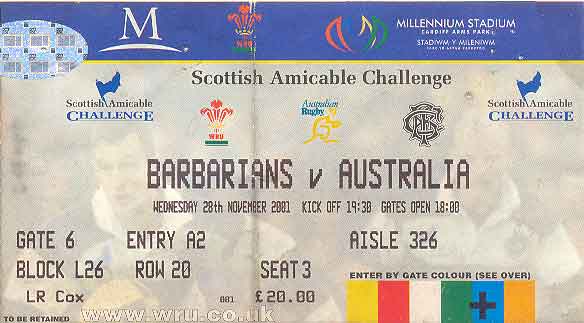 M
MILLENNIUM STADIUM
CARDIFF ARMS PARK
STADIWM Y MILENIWM
Scottish Amicable Challenge
Scottish Amicable
CHALLENGE
WRU
Australian
Rugby
Scottish Amicable
CHALLENGE
BARBARIANS v AUSTRALIA
WEDNESDAY 28th NOVEMBER 2001 KICK OFF 19:30 GATES OPEN 18:00
GATE 6 ENTRY A2 AISLE 326
BLOCK L26 ROW 20 SEAT 3
ENTER BY GATE COLOUR (SEE OVER)
LR Cox 001 £20.00
TO BE RETAINED
www.wru.co.uk